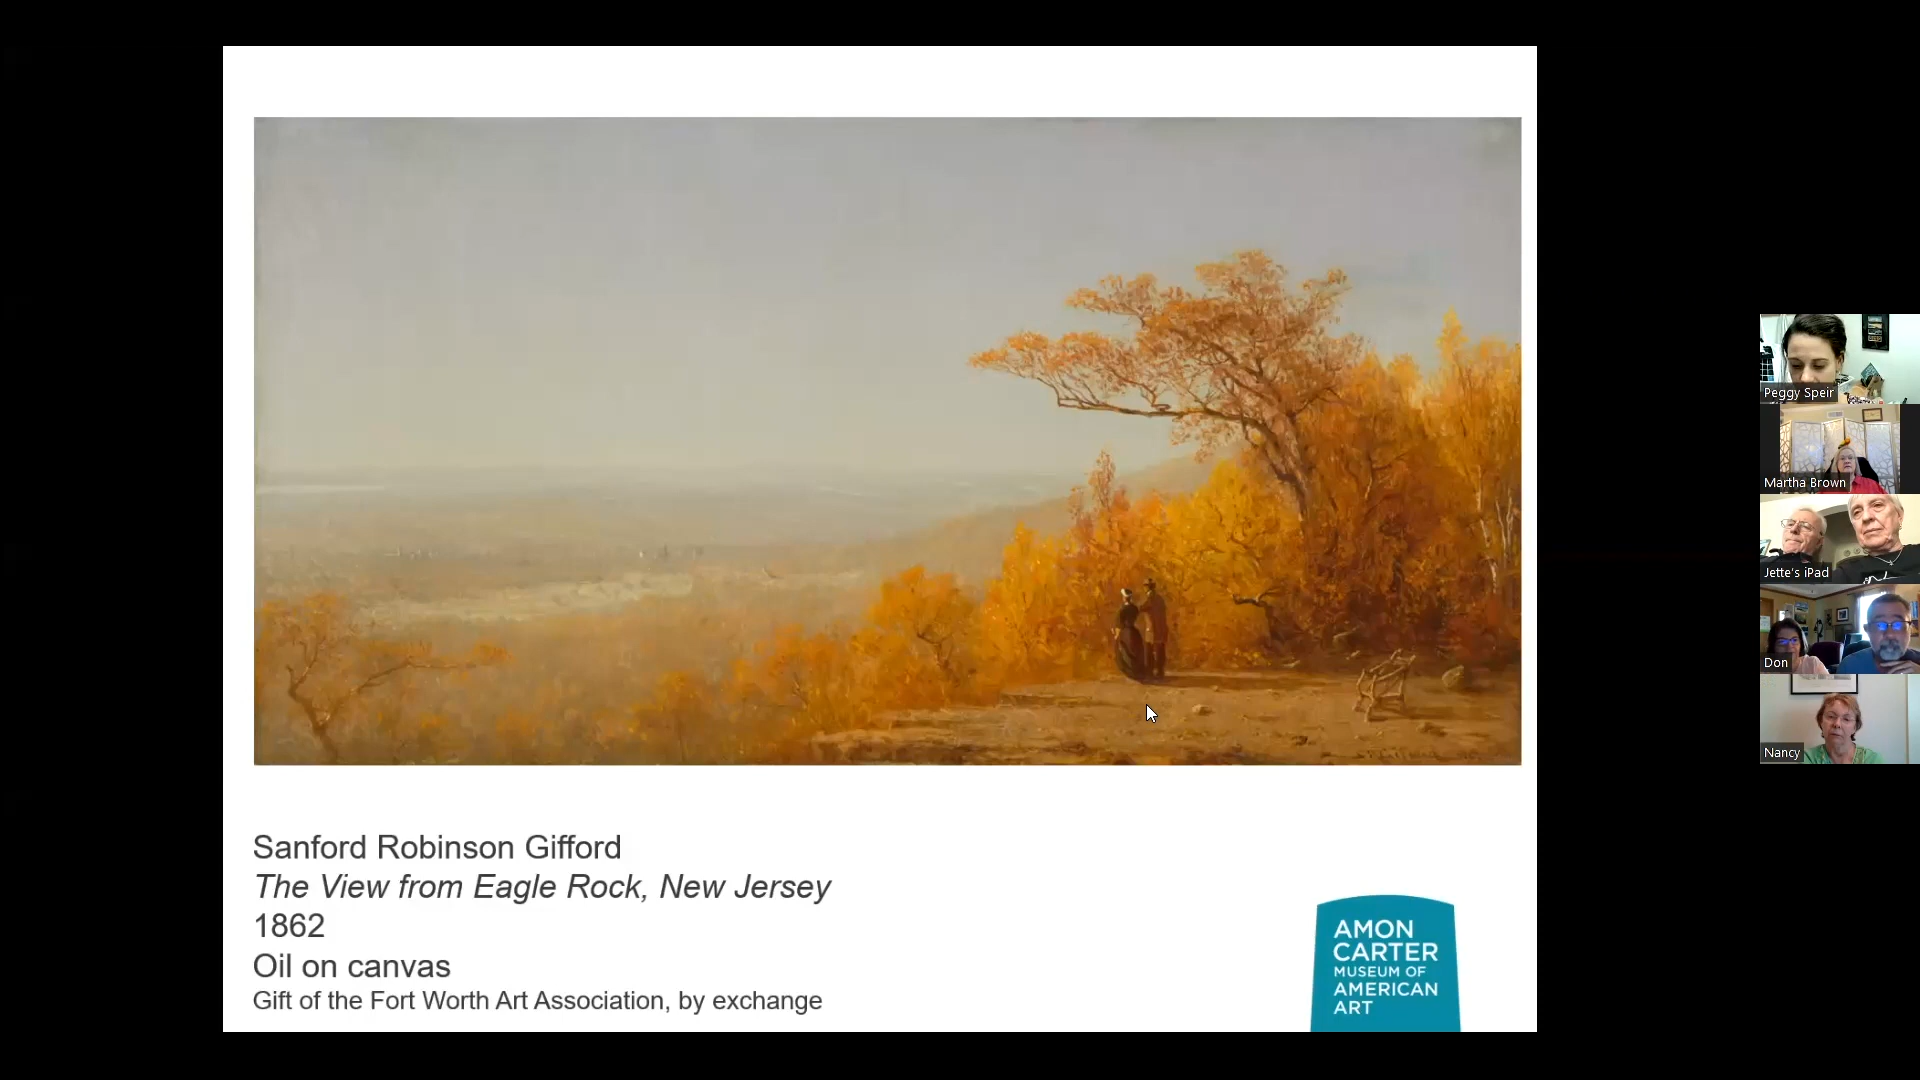 Sanford Robinson Gifford
The View from Eagle Rock, New Jersey
1862
Oil on canvas
Gift of the Fort Worth Art Association, by exchange
AMON
CARTER
MUSEUM OF
AMERICAN
ART
Peggy Speir
Martha Brown
Jette's iPad
Don
Nancy